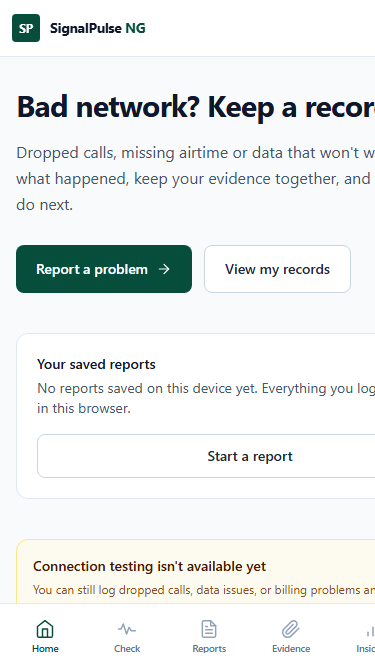 SP SignalPulse NG
Bad network? Keep a recor
Dropped calls, missing airtime or data that won't w
what happened, keep your evidence together, and
do next.
Report a problem → View my records
Your saved reports
No reports saved on this device yet. Everything you log
in this browser.
Start a report
Connection testing isn't available yet
You can still log dropped calls, data issues, or billing problems an
Home Check Reports Evidence Insig